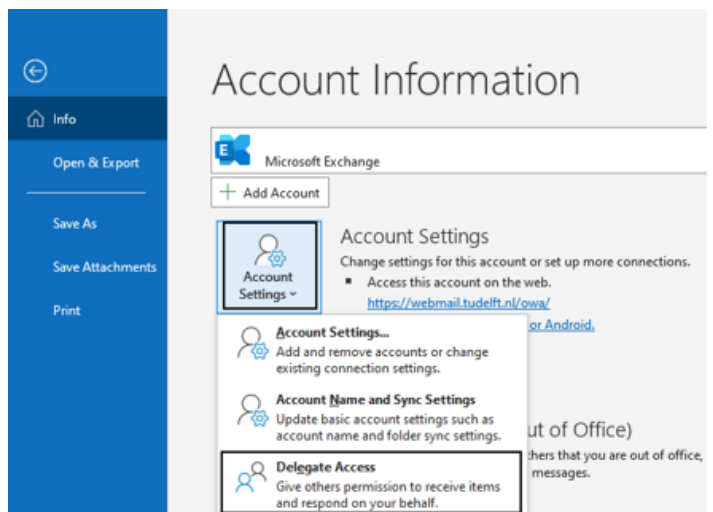 Account Information
Info
Microsoft Exchange
Open & Export
Add Account
Save As
Account Settings
Change settings for this account or set up more connections.
Save Attachments
Account
Settings
Access this account on the web.
https://webmail.tudelft.nl/owa/
Print
or Android.
Account Settings...
Add and remove accounts or change
existing connection settings.
Account Name and Sync Settings
Update basic account settings such as
account name and folder sync settings.
ut of Office)
hers that you are out of office,
messages.
Delegate Access
Give others permission to receive items
and respond on your behalf.